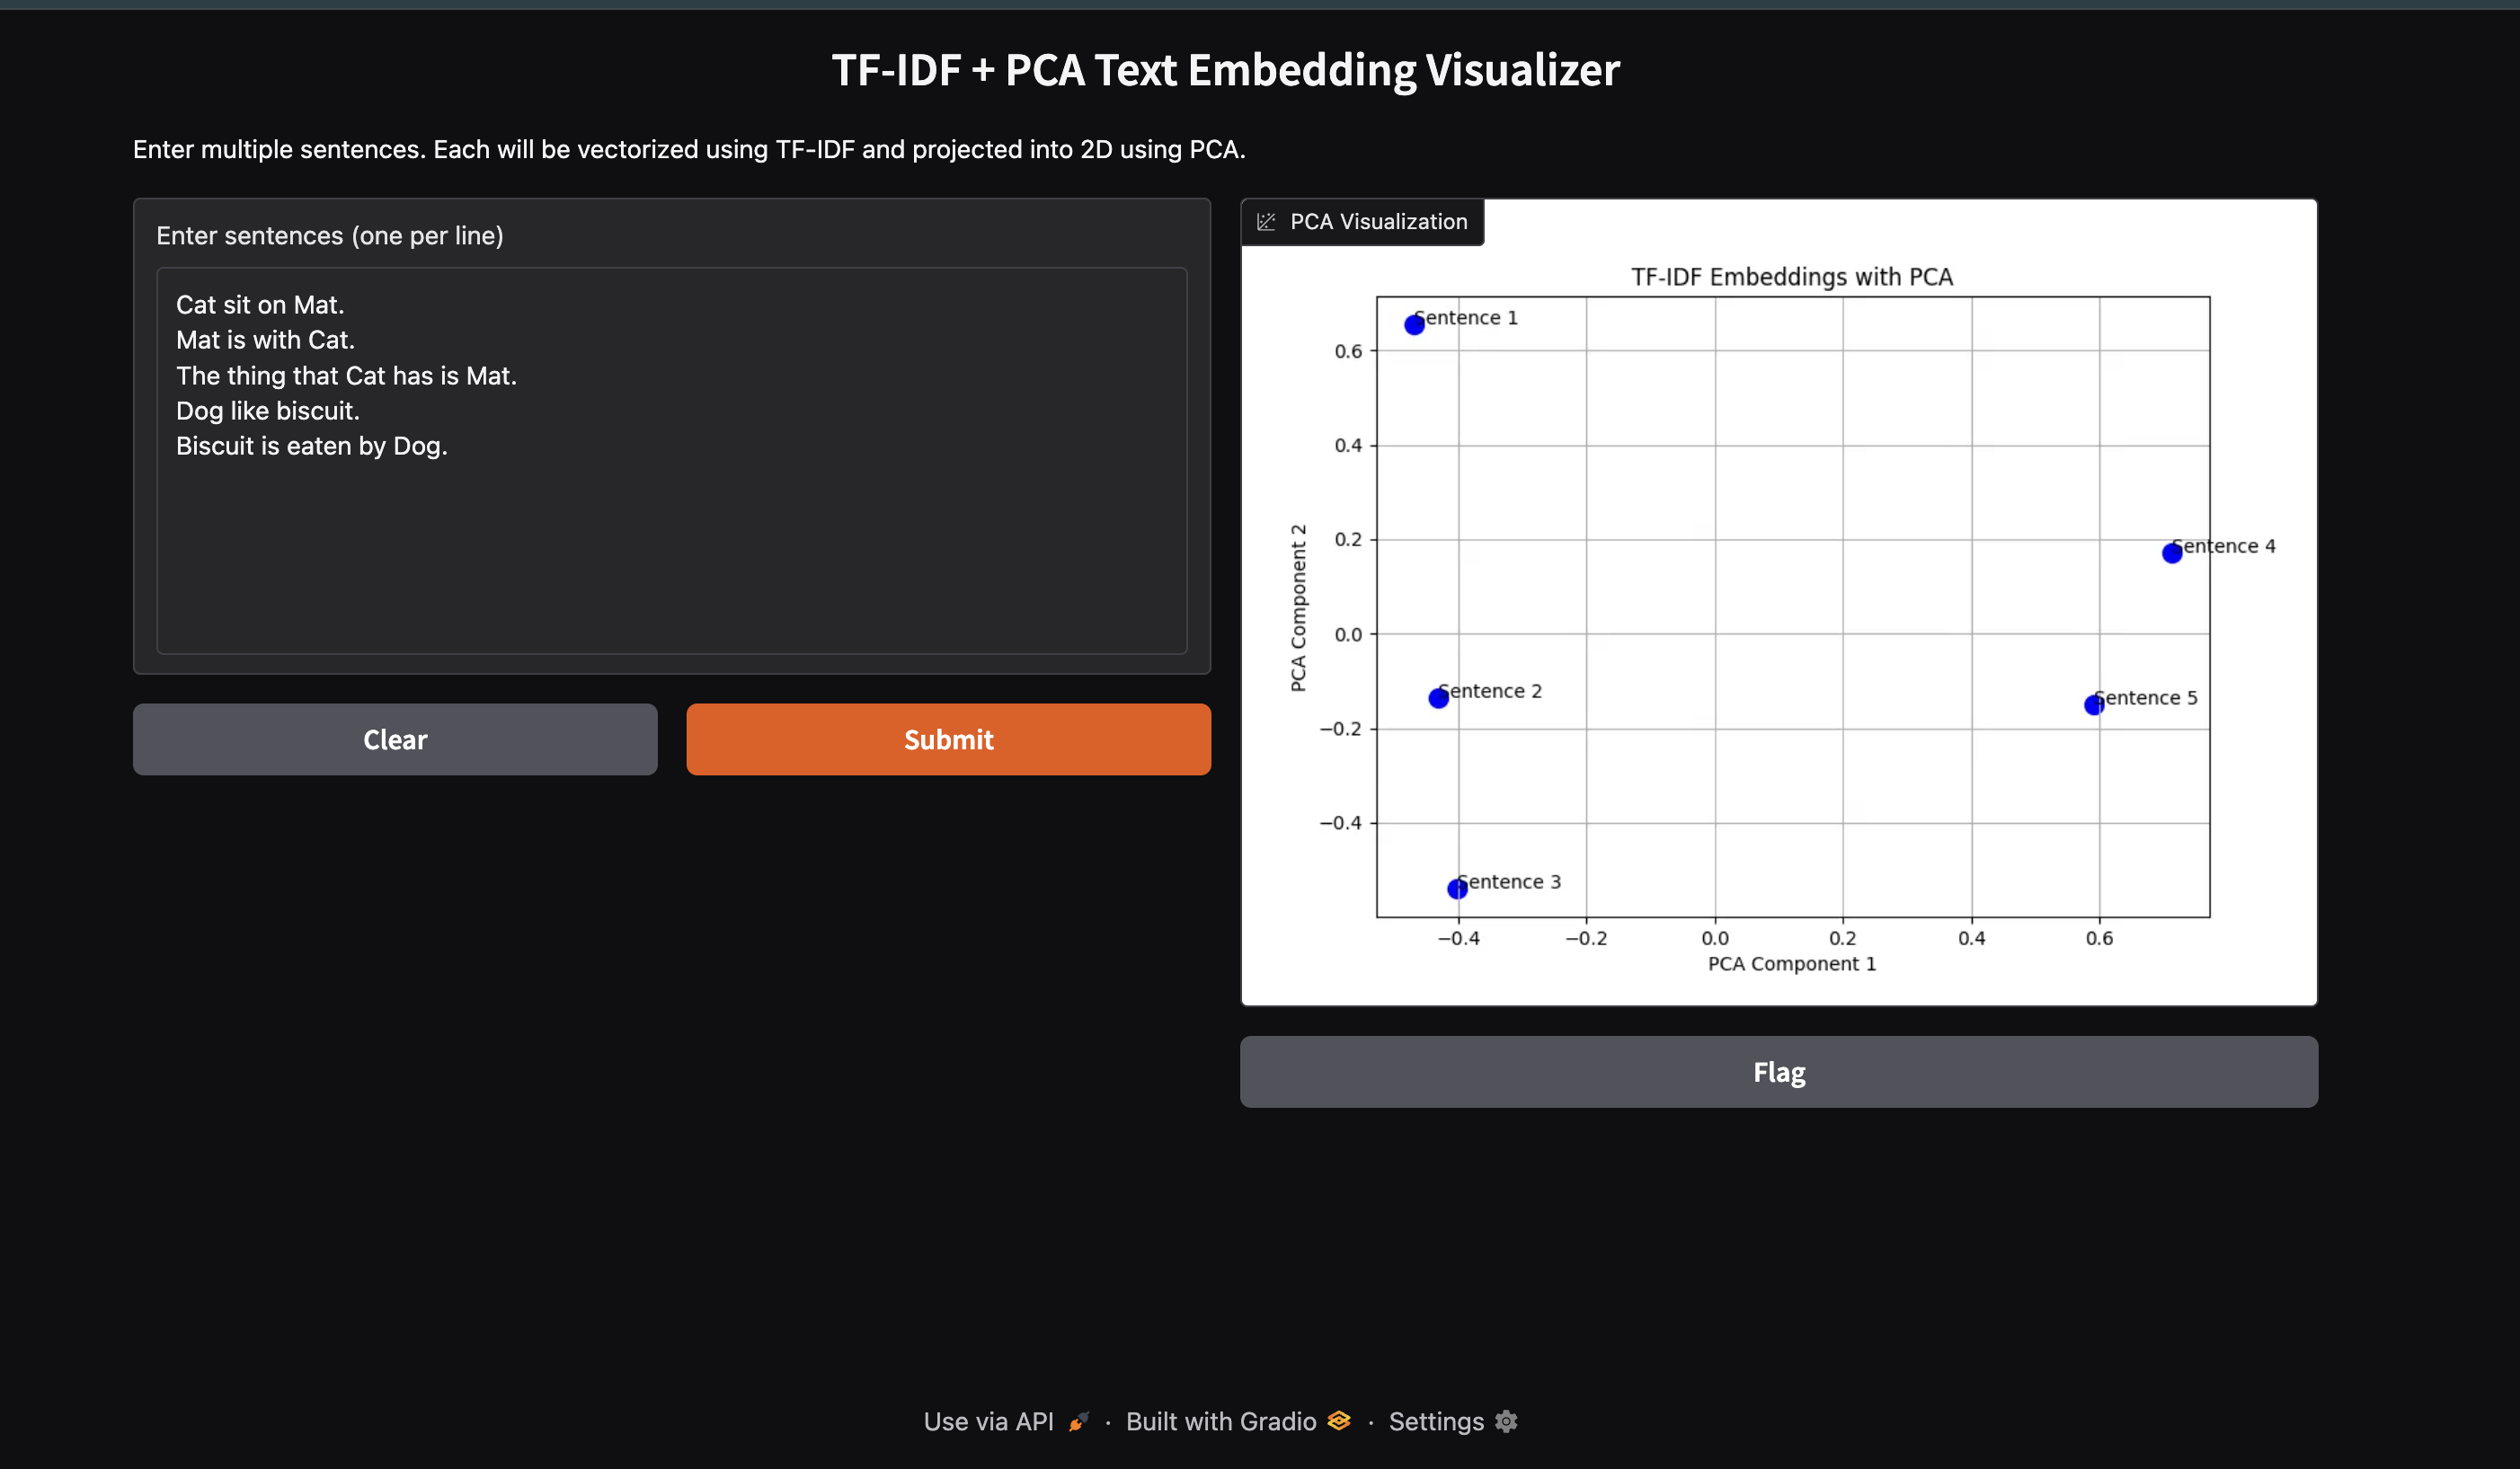 TF-IDF + PCA Text Embedding Visualizer
Enter multiple sentences. Each will be vectorized using TF-IDF and projected into 2D using PCA.
Enter sentences (one per line)
Cat sit on Mat.
Mat is with Cat.
The thing that Cat has is Mat.
Dog like biscuit.
Biscuit is eaten by Dog.
Clear
Submit
PCA Visualization
TF-IDF Embeddings with PCA
Sentence 1
0.6
0.4
Sentence 4
0.2
PCA Component 2
0.0
Sentence 2
Sentence 5
−0.2
−0.4
Sentence 3
−0.4 −0.2 0.0 0.2 0.4 0.6
PCA Component 1
Flag
Use via API · Built with Gradio · Settings